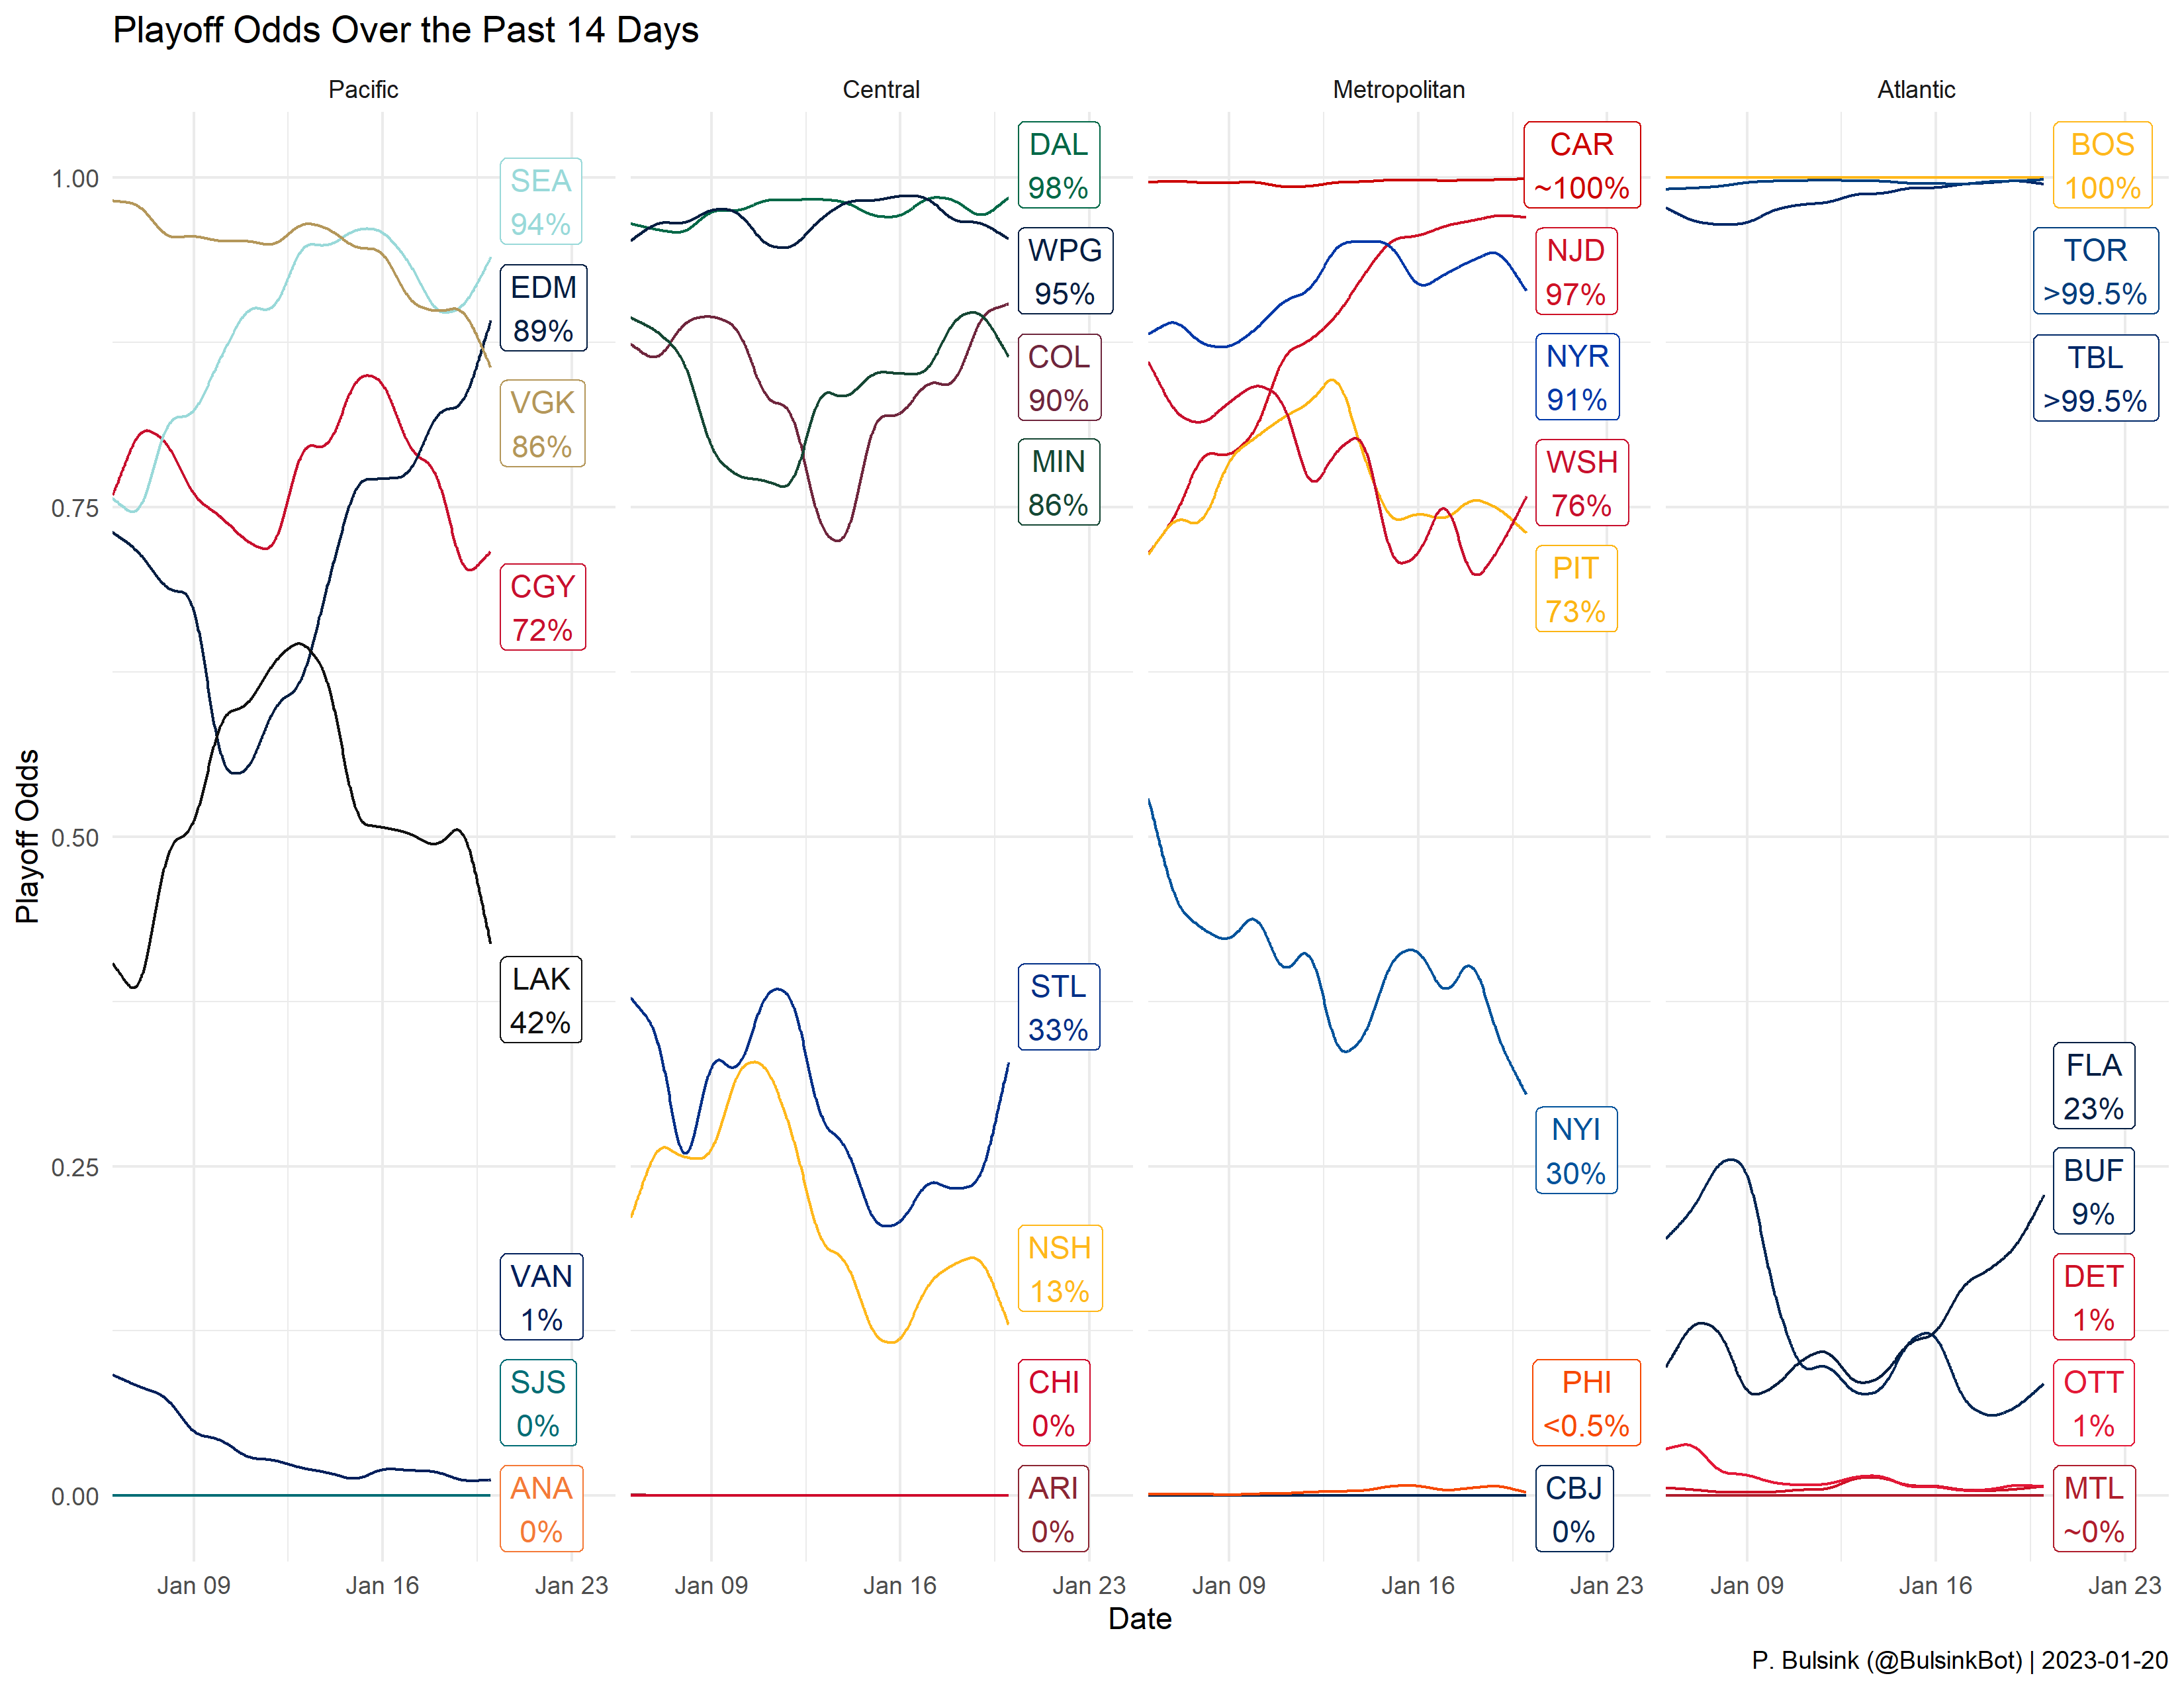 Playoff Odds Over the Past 14 Days
Pacific
Central
Metropolitan
Atlantic
Playoff Odds
1.00
0.75
0.50
0.25
0.00
SEA
94%
EDM
89%
VGK
86%
CGY
72%
LAK
42%
VAN
1%
SJS
0%
ANA
0%
DAL
98%
WPG
95%
COL
90%
MIN
86%
STL
33%
NSH
13%
CHI
0%
ARI
0%
CAR
~100%
NJD
97%
NYR
91%
WSH
76%
PIT
73%
NYI
30%
PHI
<0.5%
CBJ
0%
BOS
100%
TOR
>99.5%
TBL
>99.5%
FLA
23%
BUF
9%
DET
1%
OTT
1%
MTL
~0%
Jan 09 Jan 16 Jan 23 Jan 09 Jan 16 Jan 23 Jan 09 Jan 16 Jan 23 Jan 09 Jan 16 Jan 23
Date
P. Bulsink (@BulsinkBot) | 2023-01-20